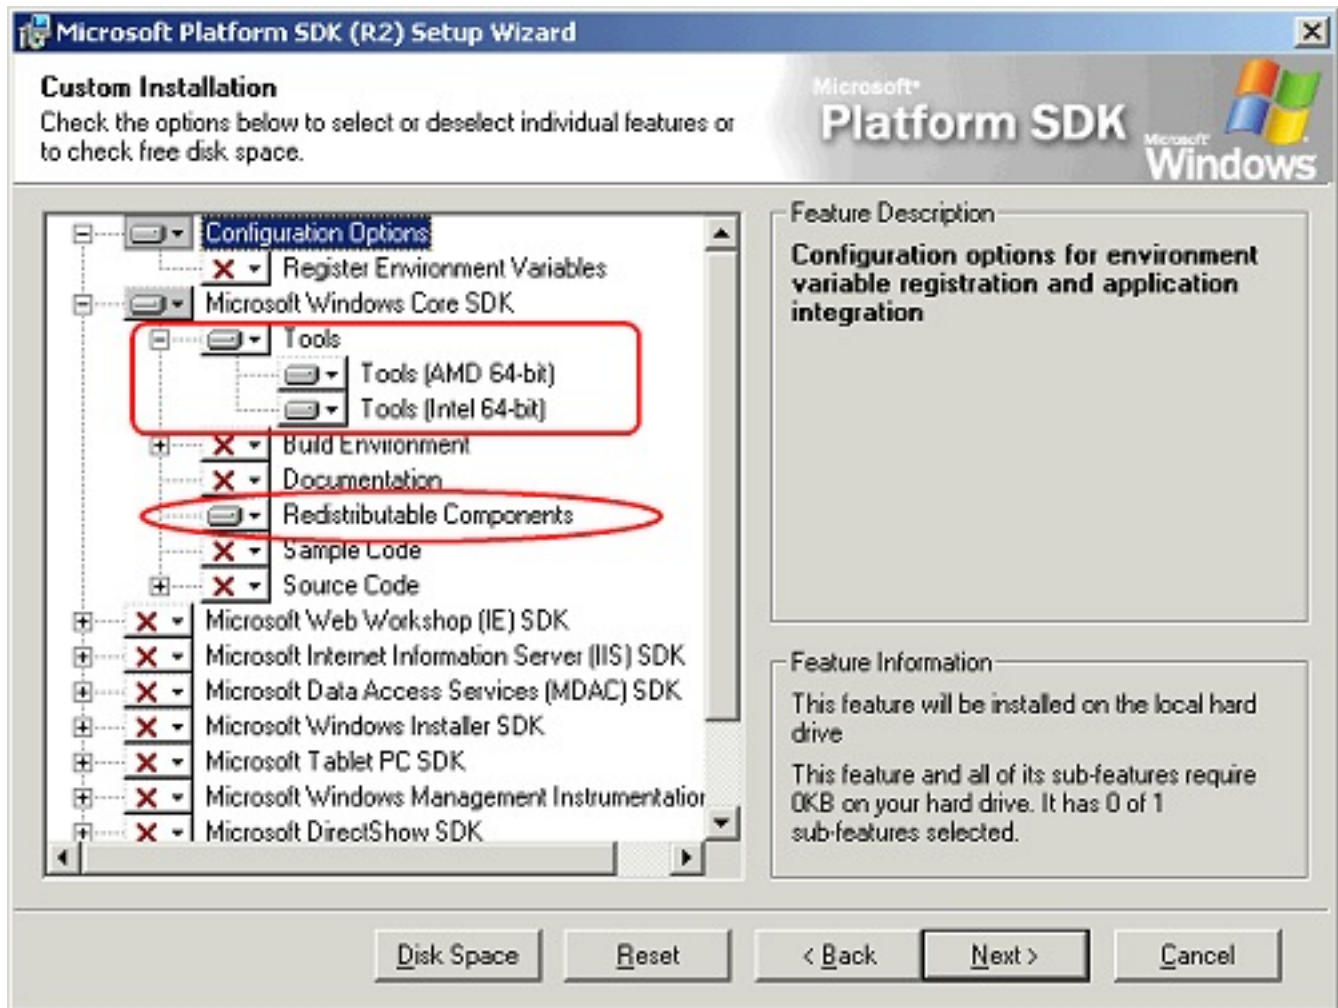 Microsoft Platform SDK (R2) Setup Wizard
Custom Installation
Check the options below to select or deselect individual features or
to check free disk space.
Microsoft
Platform SDK
Microsoft
Windows
Configuration Options
Register Environment Variables
Microsoft Windows Core SDK
Tools
Tools (AMD 64-bit)
Tools (Intel 64-bit)
Build Environment
Documentation
Redistributable Components
Sample Code
Source Code
Microsoft Web Workshop (IE) SDK
Microsoft Internet Information Server (IIS) SDK
Microsoft Data Access Services (MDAC) SDK
Microsoft Windows Installer SDK
Microsoft Tablet PC SDK
Microsoft Windows Management Instrumentation
Microsoft DirectShow SDK
Feature Description
Configuration options for environment
variable registration and application
integration
Feature Information
This feature will be installed on the local hard
drive
This feature and all of its sub-features require
0KB on your hard drive. It has 0 of 1
sub-features selected.
Disk Space
Reset
< Back
Next >
Cancel